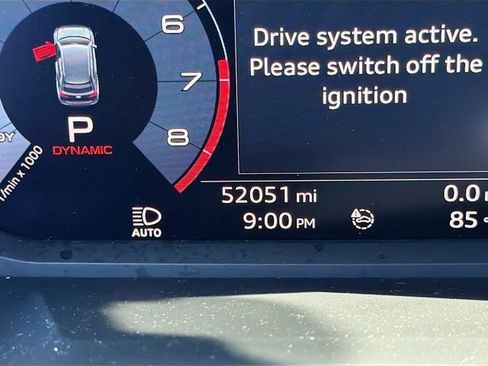 Drive system active.
Please switch off the
ignition
6
7
8
P
DYNAMIC
1/min x 1000
52051 mi
0.0
AUTO
9:00 PM
85